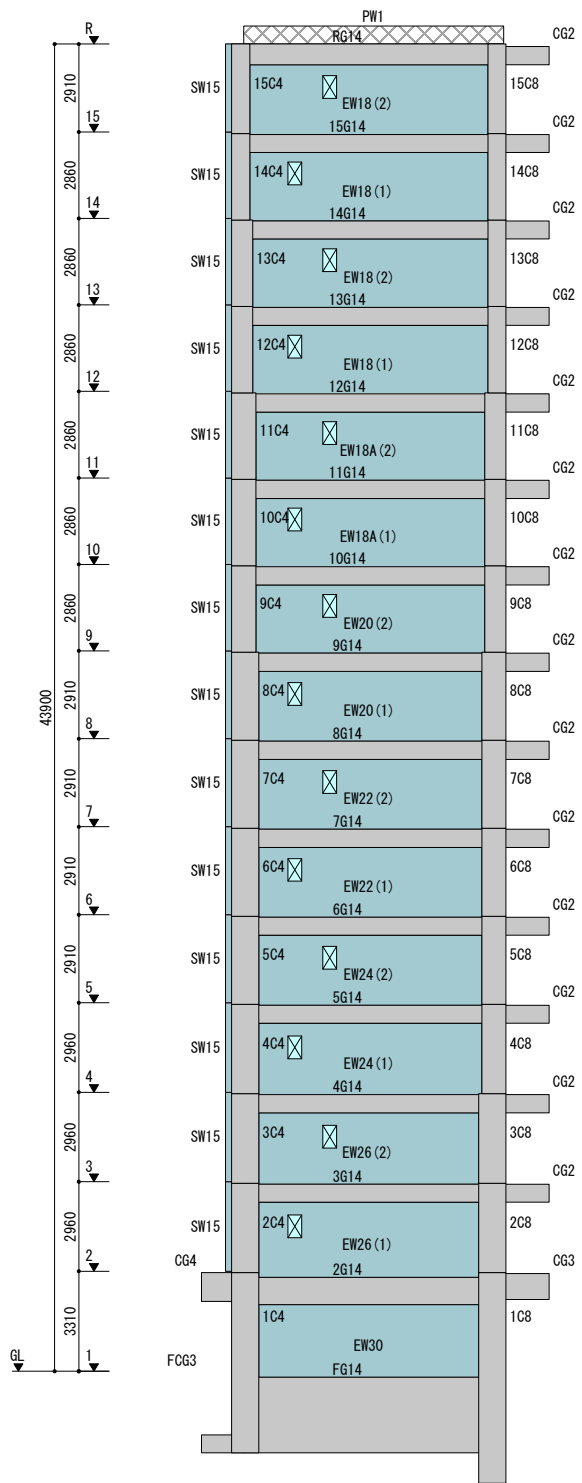 PW1
R
RG14
CG2
2910
SW15
15C4
EW18(2)
15C8
15
15G14
CG2
2860
SW15
14C4
EW18(1)
14C8
14
14G14
CG2
2860
SW15
13C4
EW18(2)
13C8
13
13G14
CG2
2860
SW15
12C4
EW18(1)
12C8
12
12G14
CG2
2860
SW15
11C4
EW18A(2)
11C8
11
11G14
CG2
2860
SW15
10C4
EW18A(1)
10C8
10
10G14
CG2
2860
SW15
9C4
EW20(2)
9C8
9
9G14
CG2
43900
2910
SW15
8C4
EW20(1)
8C8
8
8G14
CG2
2910
SW15
7C4
EW22(2)
7C8
7
7G14
CG2
2910
SW15
6C4
EW22(1)
6C8
6
6G14
CG2
2910
SW15
5C4
EW24(2)
5C8
5
5G14
CG2
2960
SW15
4C4
EW24(1)
4C8
4
4G14
CG2
2960
SW15
3C4
EW26(2)
3C8
3
3G14
CG2
2960
SW15
2C4
EW26(1)
2C8
2
CG4
2G14
CG3
3310
1C4
EW30
1C8
GL
1
FCG3
FG14